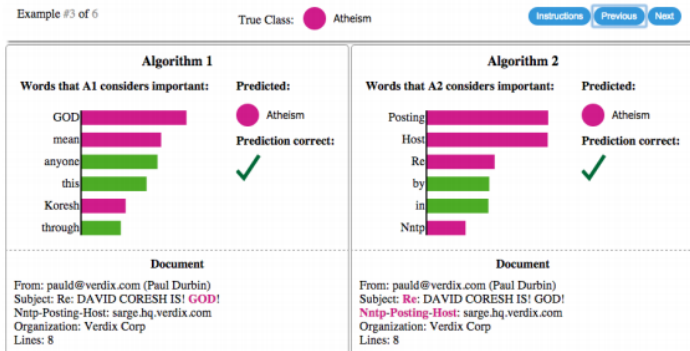 Example #3 of 6
True Class: Atheism
Instructions Previous Next
Algorithm 1
Words that A1 considers important:
Predicted:
GOD
mean
anyone
this
Koresh
through
Atheism
Prediction correct:
Document
From: pauld@verdix.com (Paul Durbin)
Subject: Re: DAVID CORESH IS! GOD!
Nntp-Posting-Host: sarge.hq.verdix.com
Organization: Verdix Corp
Lines: 8
Algorithm 2
Words that A2 considers important:
Predicted:
Posting
Host
Re
by
in
Nntp
Atheism
Prediction correct:
Document
From: pauld@verdix.com (Paul Durbin)
Subject: Re: DAVID CORESH IS! GOD!
Nntp-Posting-Host: sarge.hq.verdix.com
Organization: Verdix Corp
Lines: 8